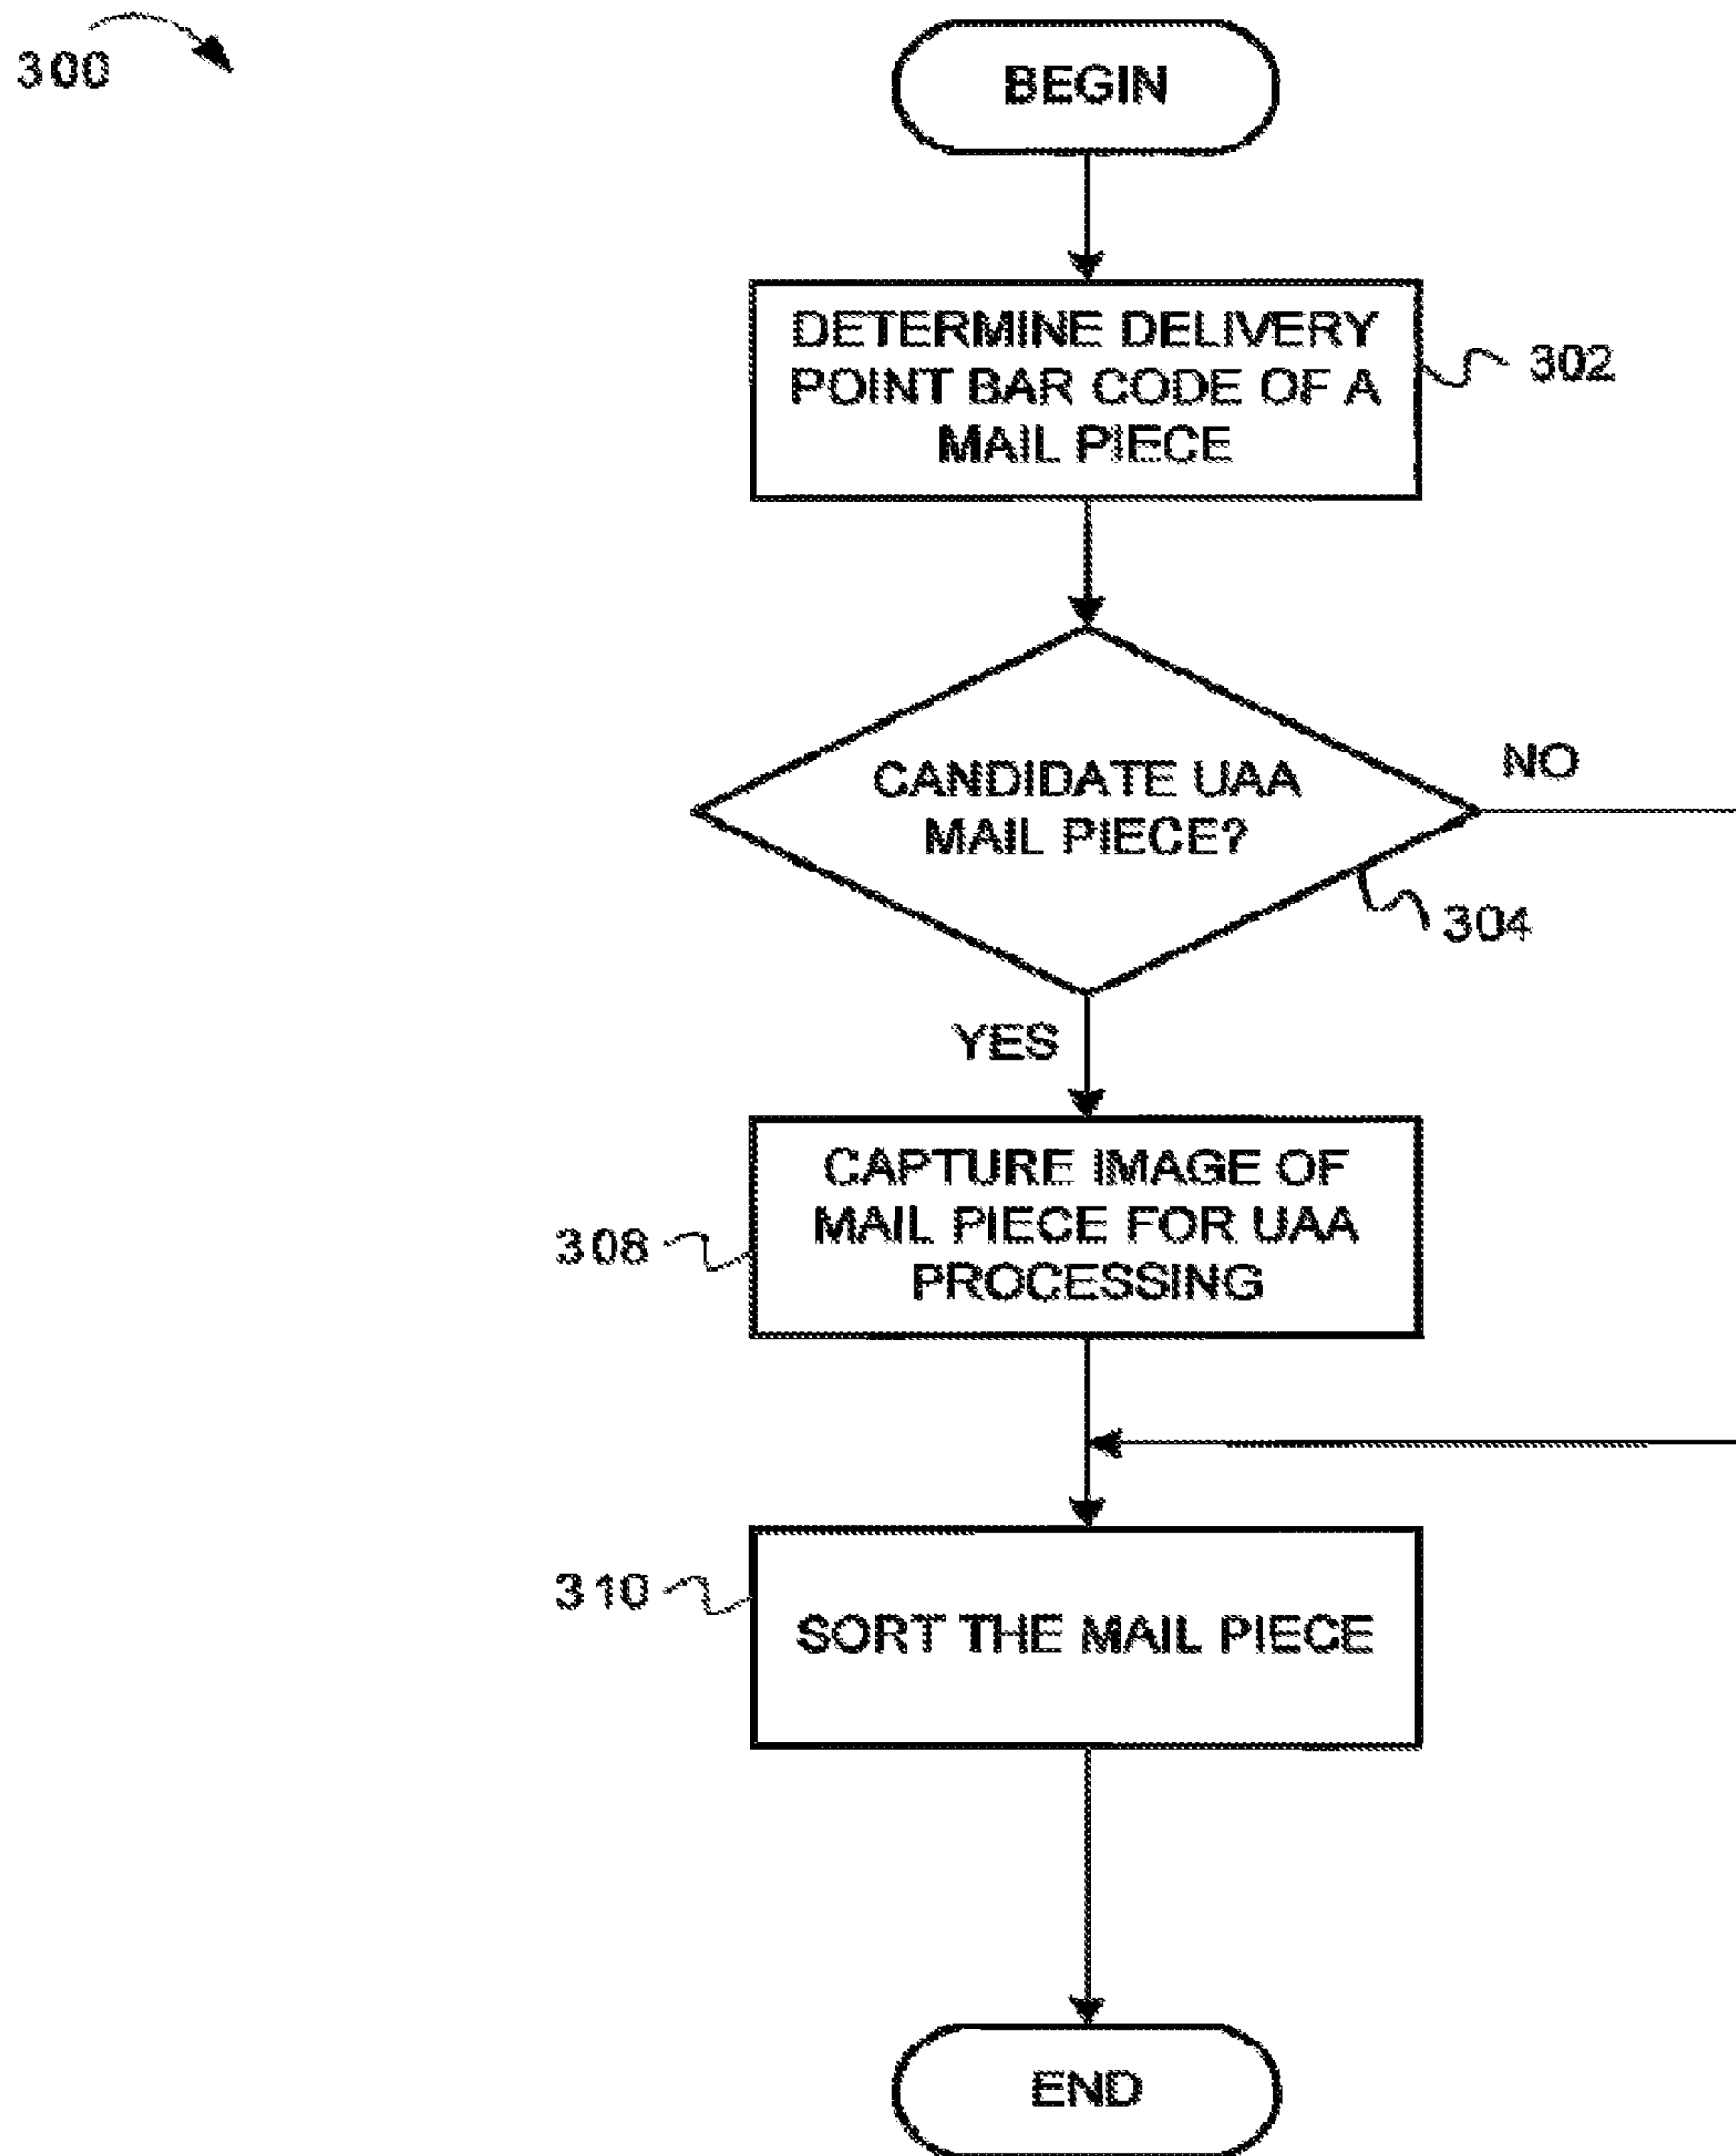 300
BEGIN
DETERMINE DELIVERY
POINT BAR CODE OF A
MAIL PIECE
302
CANDIDATE UAA
MAIL PIECE?
NO
304
YES
CAPTURE IMAGE OF
MAIL PIECE FOR UAA
PROCESSING
308
310
SORT THE MAIL PIECE
END